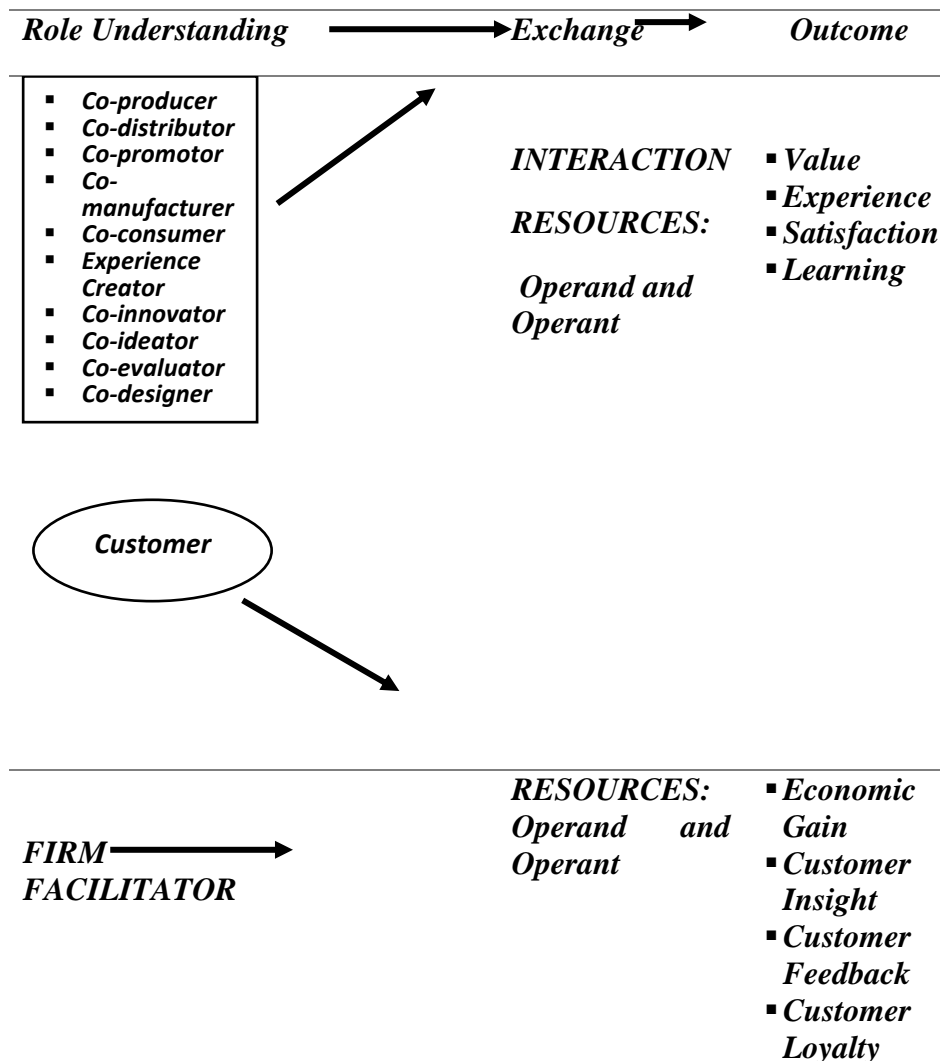 Role Understanding Exchange Outcome
▪ Co-producer
▪ Co-distributor
▪ Co-promotor
▪ Co-
manufacturer
▪ Co-consumer
▪ Experience
Creator
▪ Co-innovator
▪ Co-ideator
▪ Co-evaluator
▪ Co-designer
INTERACTION
RESOURCES:
Operand and
Operant
▪ Value
▪ Experience
▪ Satisfaction
▪ Learning
Customer
FIRM
FACILITATOR
RESOURCES:
Operand and
Operant
▪ Economic
Gain
▪ Customer
Insight
▪ Customer
Feedback
▪ Customer
Loyalty